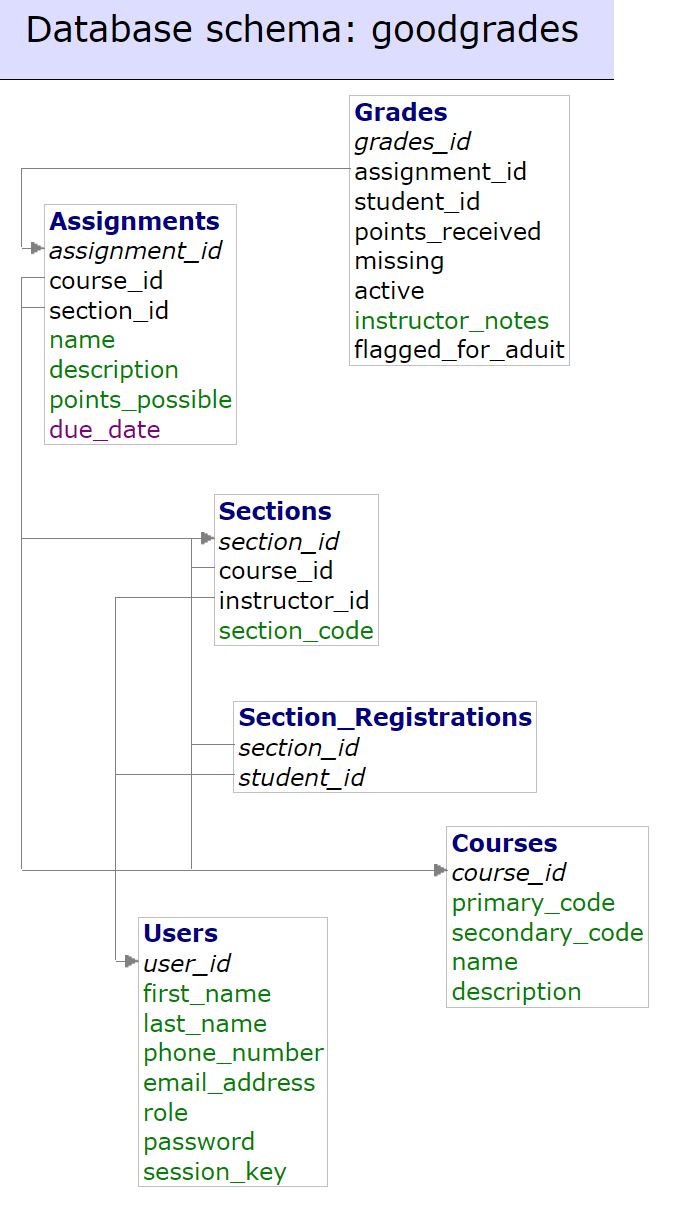 Database schema: goodgrades
Grades
grades_id
assignment_id
student_id
points_received
missing
active
instructor_notes
flagged_for_aduit
Assignments
assignment_id
course_id
section_id
name
description
points_possible
due_date
Sections
section_id
course_id
instructor_id
section_code
Section_Registrations
section_id
student_id
Courses
course_id
primary_code
secondary_code
name
description
Users
user_id
first_name
last_name
phone_number
email_address
role
password
session_key